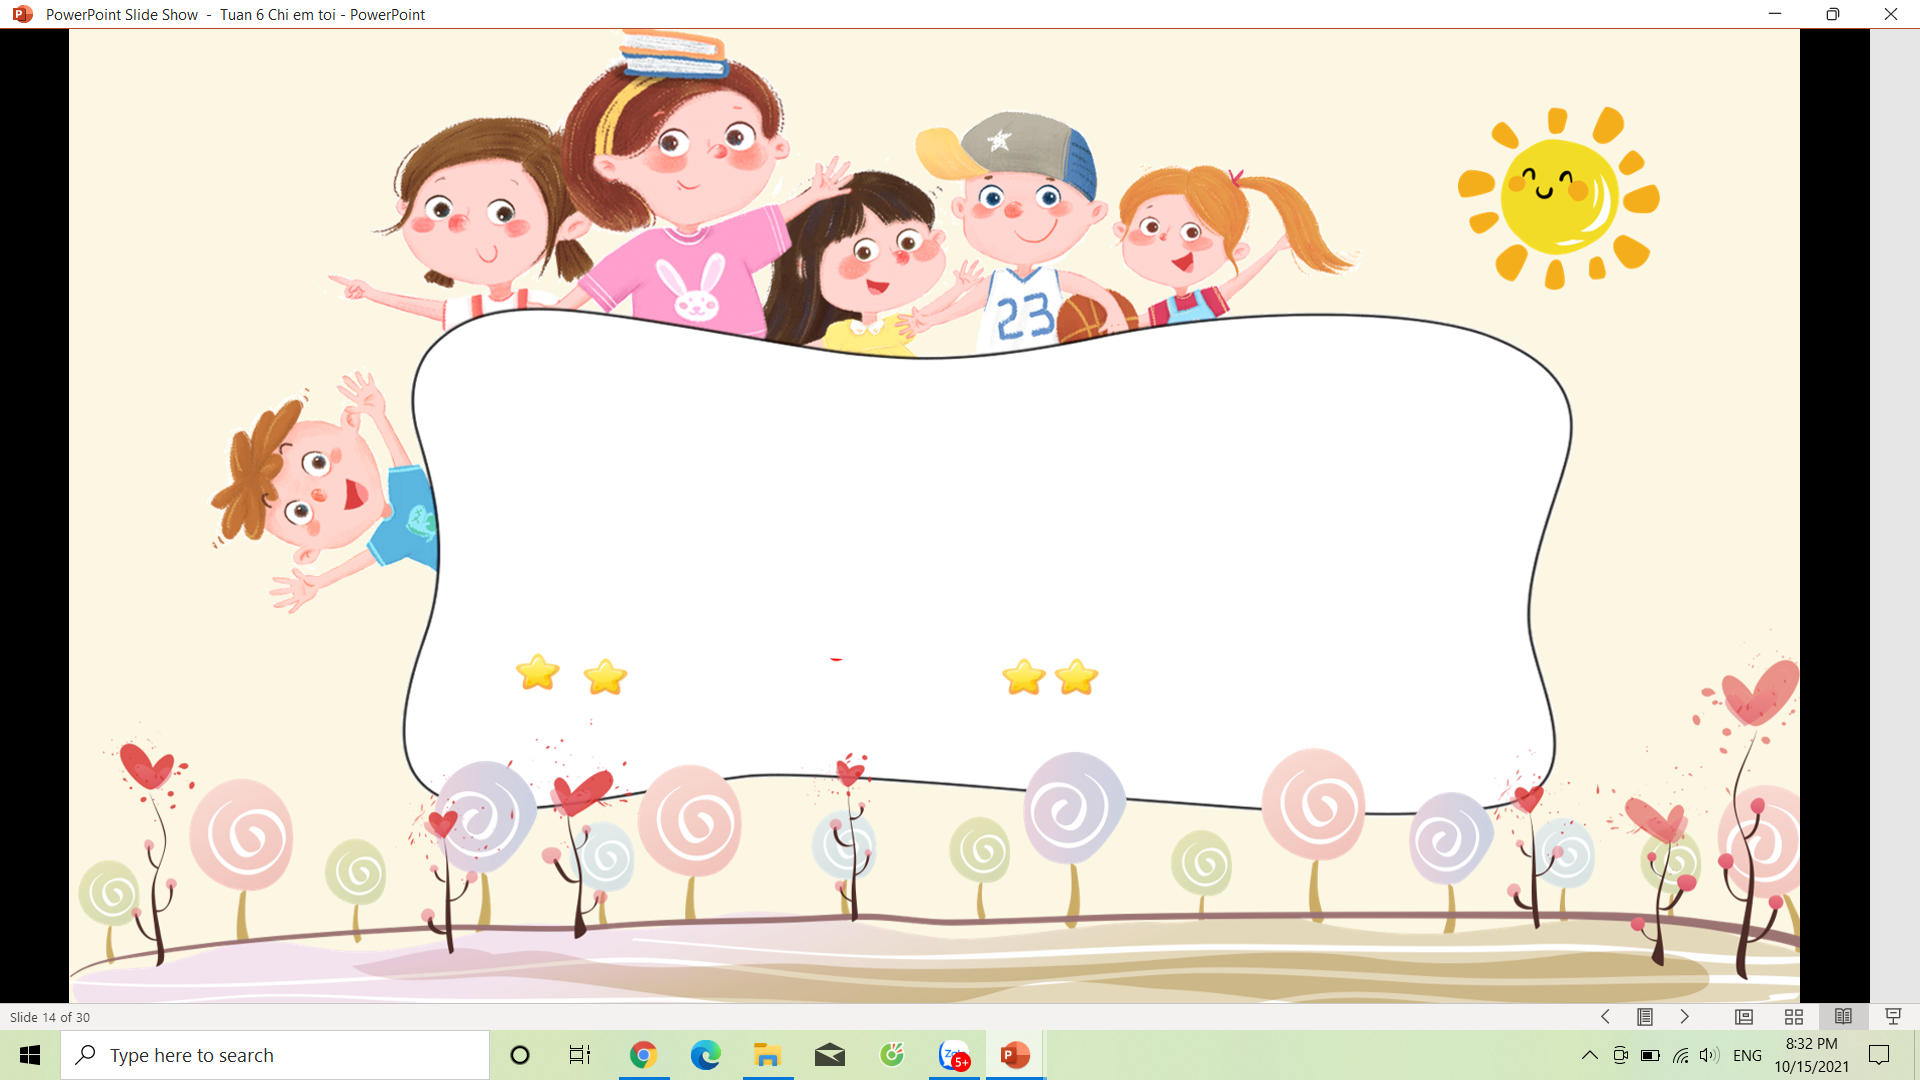 PowerPoint Slide Show - Tuan 6 Chi em toi - PowerPoint
23
Slide 14 of 30
Type here to search
5+
ENG
8:32 PM
10/15/2021